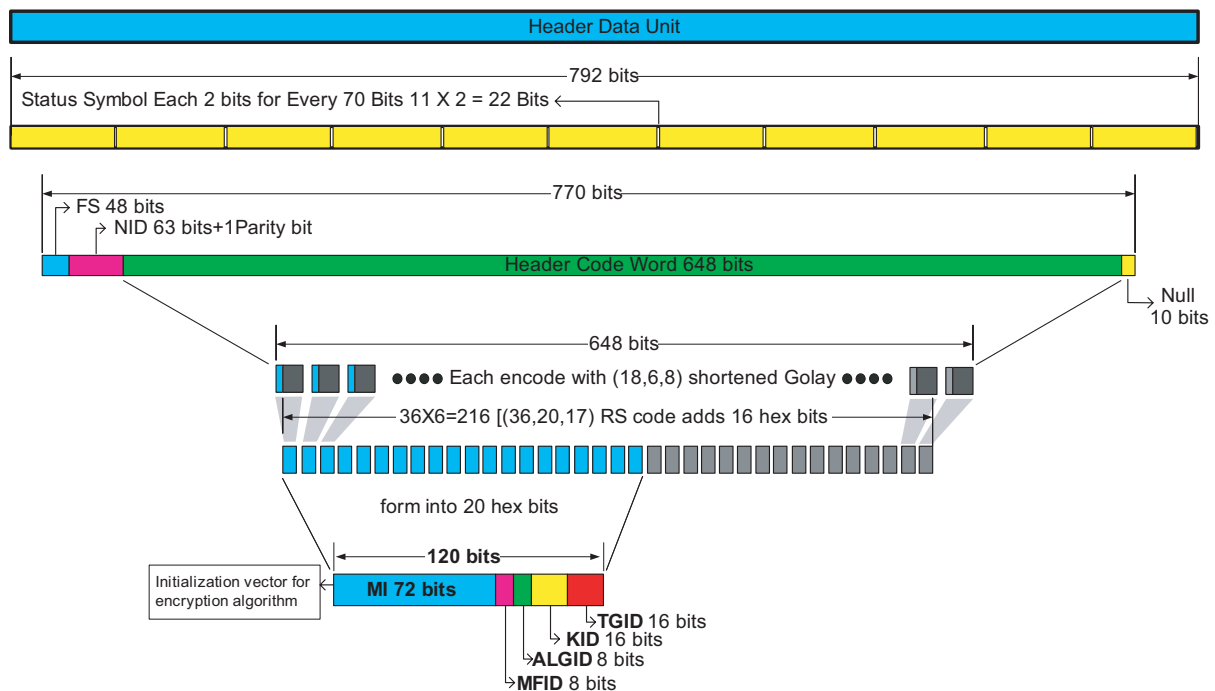 Header Data Unit
792 bits
Status Symbol Each 2 bits for Every 70 Bits 11 X 2 = 22 Bits
770 bits
FS 48 bits
NID 63 bits+1Parity bit
Header Code Word 648 bits
Null
10 bits
648 bits
Each encode with (18,6,8) shortened Golay
36X6=216 [(36,20,17) RS code adds 16 hex bits
form into 20 hex bits
120 bits
Initialization vector for
encryption algorithm
MI 72 bits
TGID 16 bits
KID 16 bits
ALGID 8 bits
MFID 8 bits